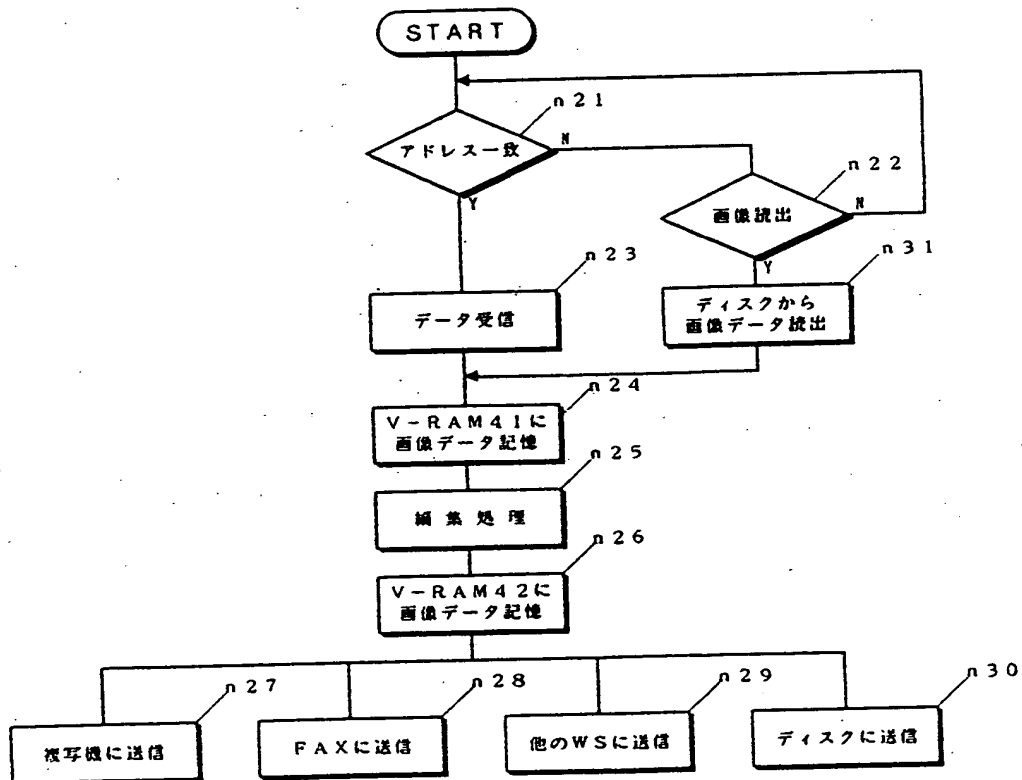 START
n21
アドレス一致
N
Y
n22
画像読出
N
Y
n23
データ受信
n31
ディスクから
画像データ読出
n24
V-RAM41に
画像データ記憶
n25
編集処理
n26
V-RAM42に
画像データ記憶
n27
複写機に送信
n28
FAXに送信
n29
他のWSに送信
n30
ディスクに送信